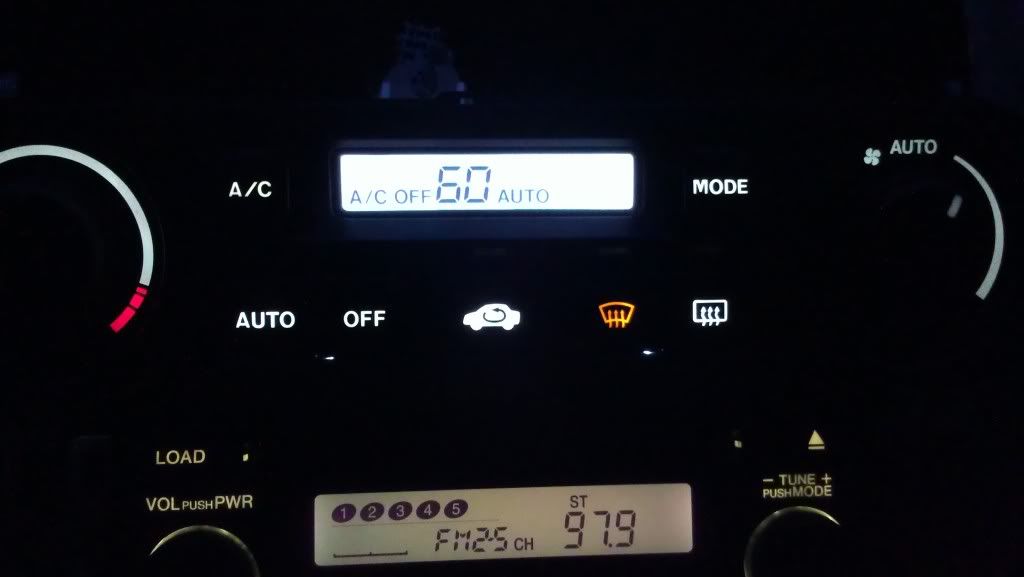 AUTO
A/C
A/C OFF 60 AUTO
MODE
AUTO OFF
LOAD
VOL PUSH PWR
- TUNE +
PUSH MODE
1 2 3 4 5
ST
FM2-5 CH 97.9